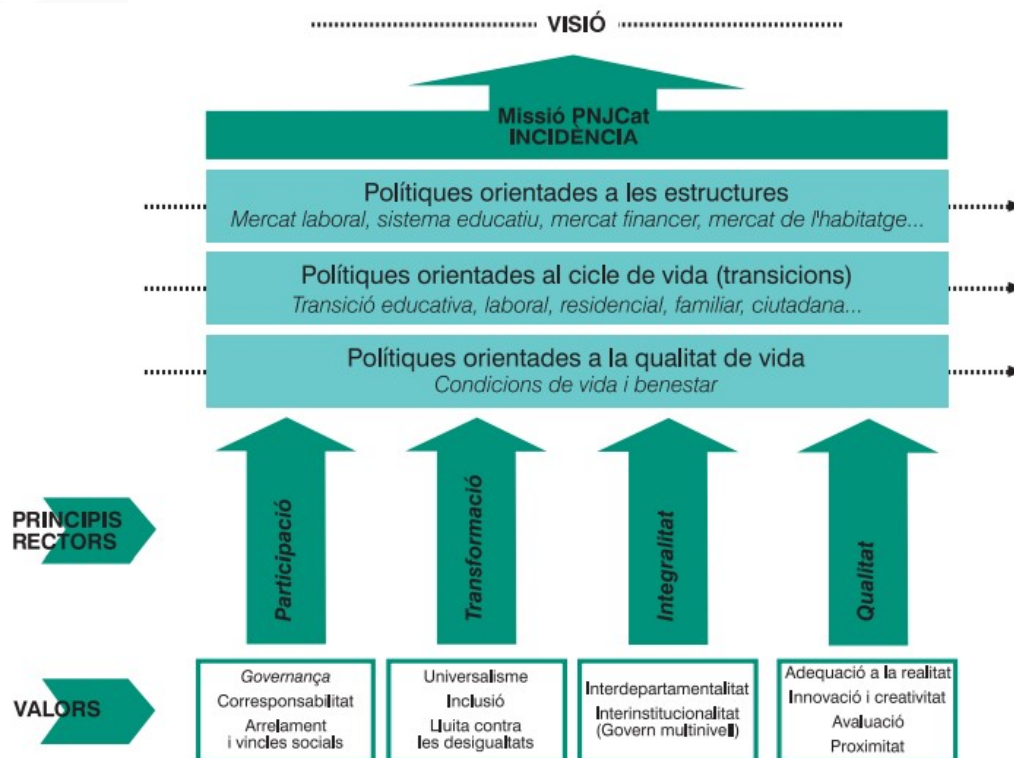 VISIÓ
Missió PNJCat
INCIDÈNCIA
Polítiques orientades a les estructures
Mercat laboral, sistema educatiu, mercat financer, mercat de l'habitatge...
Polítiques orientades al cicle de vida (transicions)
Transició educativa, laboral, residencial, familiar, ciutadana...
Polítiques orientades a la qualitat de vida
Condicions de vida i benestar
PRINCIPIS
RECTORS
Participació
Transformació
Integralitat
Qualitat
VALORS
Governança
Corresponsabilitat
Arrelament
i vincles socials
Universalisme
Inclusió
Lluita contra
les desigualtats
Interdepartamentalitat
Interinstitucionalitat
(Govern multinivell)
Adequació a la realitat
Innovació i creativitat
Avaluació
Proximitat